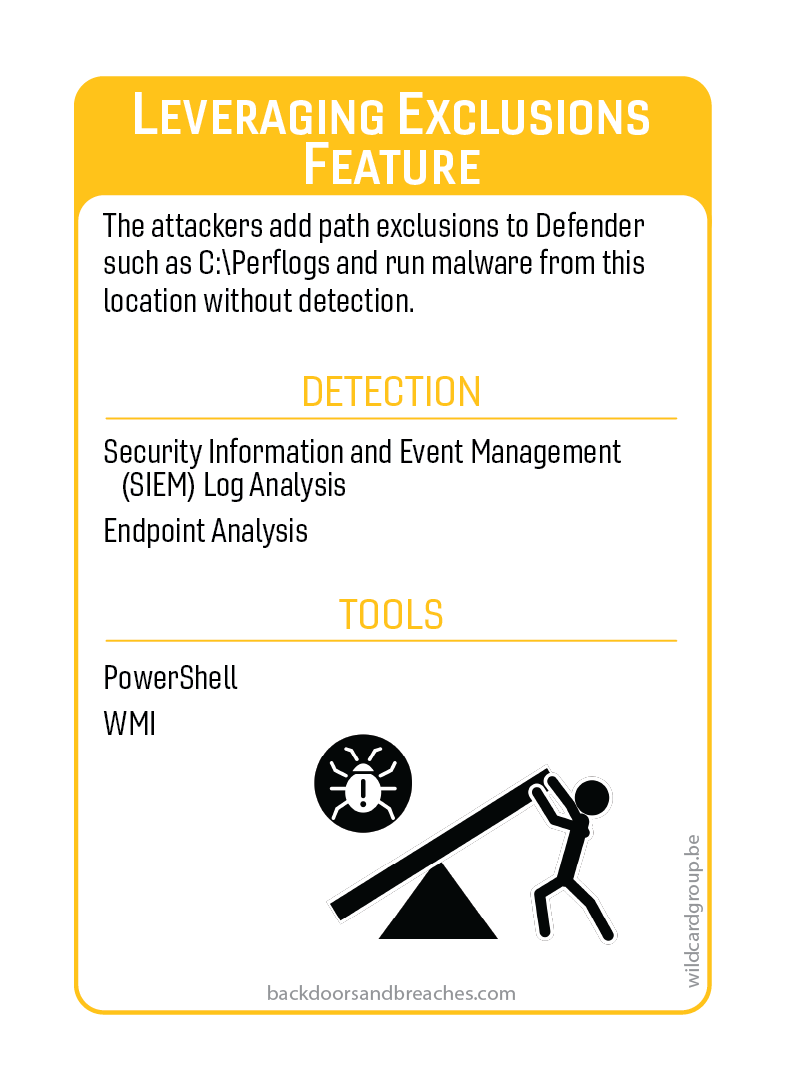 Leveraging Exclusions
Feature
The attackers add path exclusions to Defender
such as C:\Perflogs and run malware from this
location without detection.
DETECTION
Security Information and Event Management
(SIEM) Log Analysis
Endpoint Analysis
TOOLS
PowerShell
WMI
!
wildcardgroup.be
backdoorsandbreaches.com